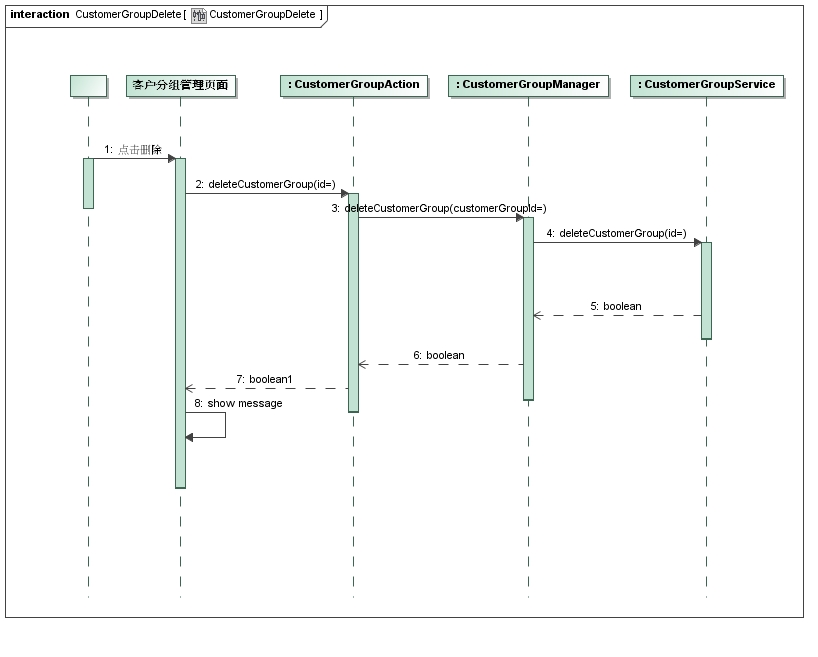 interaction CustomerGroupDelete [ CustomerGroupDelete ]
客户分组管理页面
: CustomerGroupAction
: CustomerGroupManager
: CustomerGroupService
1: 点击删除
2: deleteCustomerGroup(id=)
3: deleteCustomerGroup(customerGroupId=)
4: deleteCustomerGroup(id=)
5: boolean
6: boolean
7: boolean1
8: show message